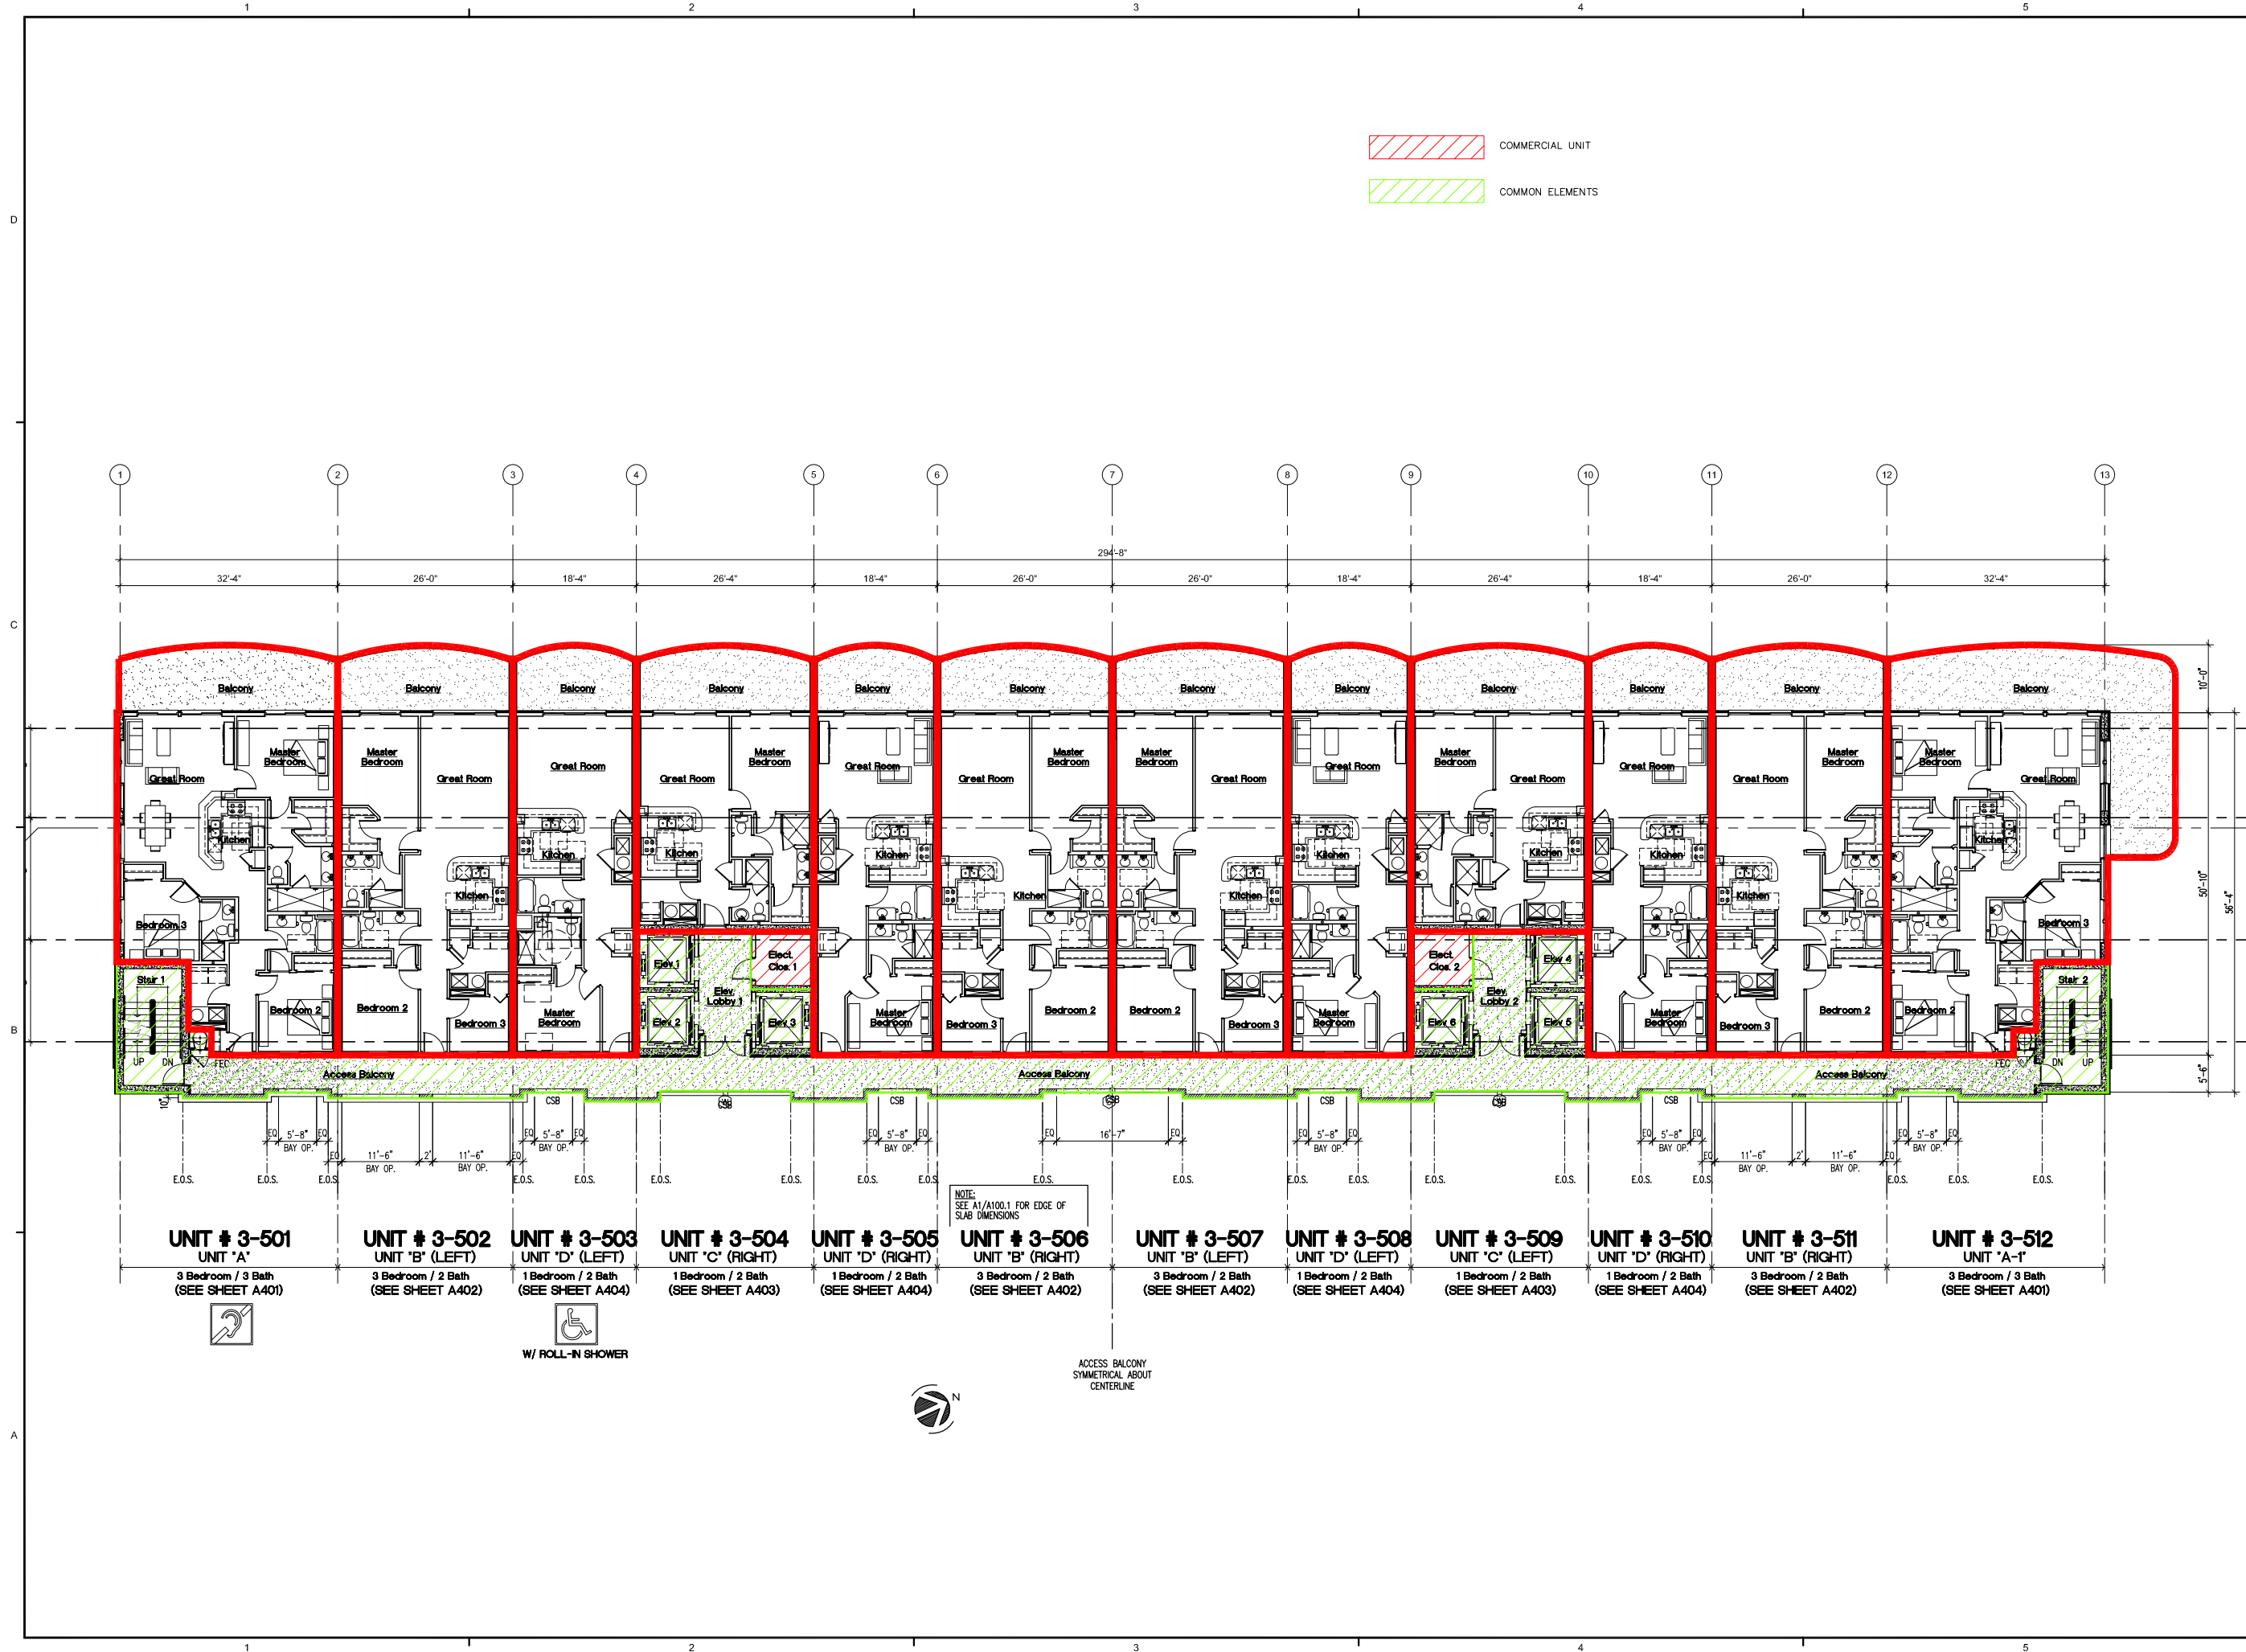 1 2 3 4 5
COMMERCIAL UNIT
COMMON ELEMENTS
D
1 2 3 4 5 6 7 8 9 10 11 12 13
294'-8"
32'-4" 26'-0" 18'-4" 26'-4" 18'-4" 26'-0" 26'-0" 18'-4" 26'-4" 18'-4" 26'-0" 32'-4"
C
10'-0"
Balcony Balcony Balcony Balcony Balcony Balcony Balcony Balcony Balcony Balcony Balcony Balcony
Master Bedroom
Great Room
Kitchen
Bedroom 3
Bedroom 2
Stair 1
UP DN
FEC
Master Bedroom
Great Room
Kitchen
Bedroom 2
Bedroom 3
Great Room
Kitchen
Master Bedroom
Great Room
Master Bedroom
Kitchen
Elev 1
Elev 2
Elev. Lobby 1
Elect. Clos. 1
Elev 3
Great Room
Kitchen
Master Bedroom
Great Room
Master Bedroom
Kitchen
Bedroom 3
Bedroom 2
Master Bedroom
Great Room
Kitchen
Bedroom 2
Bedroom 3
Great Room
Kitchen
Master Bedroom
Master Bedroom
Great Room
Kitchen
Elect. Clos. 2
Elev 6
Elev. Lobby 2
Elev 4
Elev 5
Great Room
Kitchen
Master Bedroom
Great Room
Master Bedroom
Kitchen
Bedroom 3
Bedroom 2
Master Bedroom
Great Room
Kitchen
Bedroom 3
Bedroom 2
Stair 2
FEC
DN UP
50'-10"
56'-4"
5'-6"
B
Access Balcony Access Balcony Access Balcony
10"
CSB CSB CSB CSB CSB CSB CSB
EQ 5'-8" EQ EQ 5'-8" EQ EQ 5'-8" EQ EQ 16'-7" EQ EQ 5'-8" EQ EQ 5'-8" EQ EQ 5'-8" EQ
BAY OP. BAY OP. BAY OP. BAY OP. BAY OP. BAY OP.
EQ 11'-6" 2' 11'-6" EQ EQ 11'-6" 2' 11'-6" EQ
BAY OP. BAY OP. BAY OP. BAY OP.
E.O.S. E.O.S. E.O.S. E.O.S. E.O.S. E.O.S. E.O.S. E.O.S. E.O.S. E.O.S. E.O.S. E.O.S. E.O.S. E.O.S. E.O.S. E.O.S. E.O.S. E.O.S. E.O.S. E.O.S.
NOTE:
SEE A1/A100.1 FOR EDGE OF
SLAB DIMENSIONS
UNIT # 3-501 UNIT # 3-502 UNIT # 3-503 UNIT # 3-504 UNIT # 3-505 UNIT # 3-506 UNIT # 3-507 UNIT # 3-508 UNIT # 3-509 UNIT # 3-510 UNIT # 3-511 UNIT # 3-512
UNIT "A" UNIT "B" (LEFT) UNIT "D" (LEFT) UNIT "C" (RIGHT) UNIT "D" (RIGHT) UNIT "B" (RIGHT) UNIT "B" (LEFT) UNIT "D" (LEFT) UNIT "C" (LEFT) UNIT "D" (RIGHT) UNIT "B" (RIGHT) UNIT "A-1"
3 Bedroom / 3 Bath 3 Bedroom / 2 Bath 1 Bedroom / 2 Bath 1 Bedroom / 2 Bath 1 Bedroom / 2 Bath 3 Bedroom / 2 Bath 3 Bedroom / 2 Bath 1 Bedroom / 2 Bath 1 Bedroom / 2 Bath 1 Bedroom / 2 Bath 3 Bedroom / 2 Bath 3 Bedroom / 3 Bath
(SEE SHEET A401) (SEE SHEET A402) (SEE SHEET A404) (SEE SHEET A403) (SEE SHEET A404) (SEE SHEET A402) (SEE SHEET A402) (SEE SHEET A404) (SEE SHEET A403) (SEE SHEET A404) (SEE SHEET A402) (SEE SHEET A401)
W/ ROLL-IN SHOWER
ACCESS BALCONY
SYMMETRICAL ABOUT
CENTERLINE
N
A
1 2 3 4 5